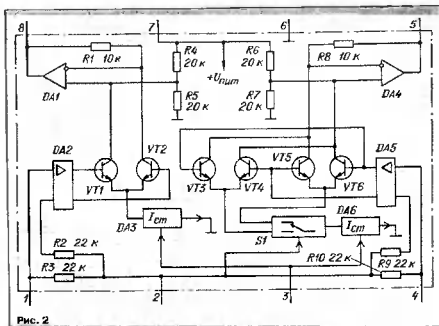 8 7 6 5
R1 10 к
R4 20 к
R6 20 к
R8 10 к
+Uпит
DA1
R5 20 к
R7 20 к
DA4
DA2
VT1
VT2
VT3
VT4
VT5
VT6
DA5
DA3
Iст
S1
DA6
Iст
R2 22 к
R3 22 к
R10 22 к
R9 22 к
1 2 3 4
Рис. 2